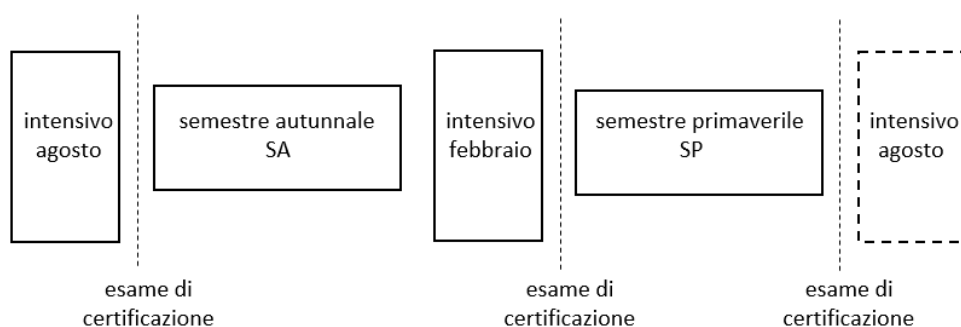 intensivo
agosto
semestre autunnale
SA
intensivo
febbraio
semestre primaverile
SP
intensivo
agosto
esame di
certificazione
esame di
certificazione
esame di
certificazione